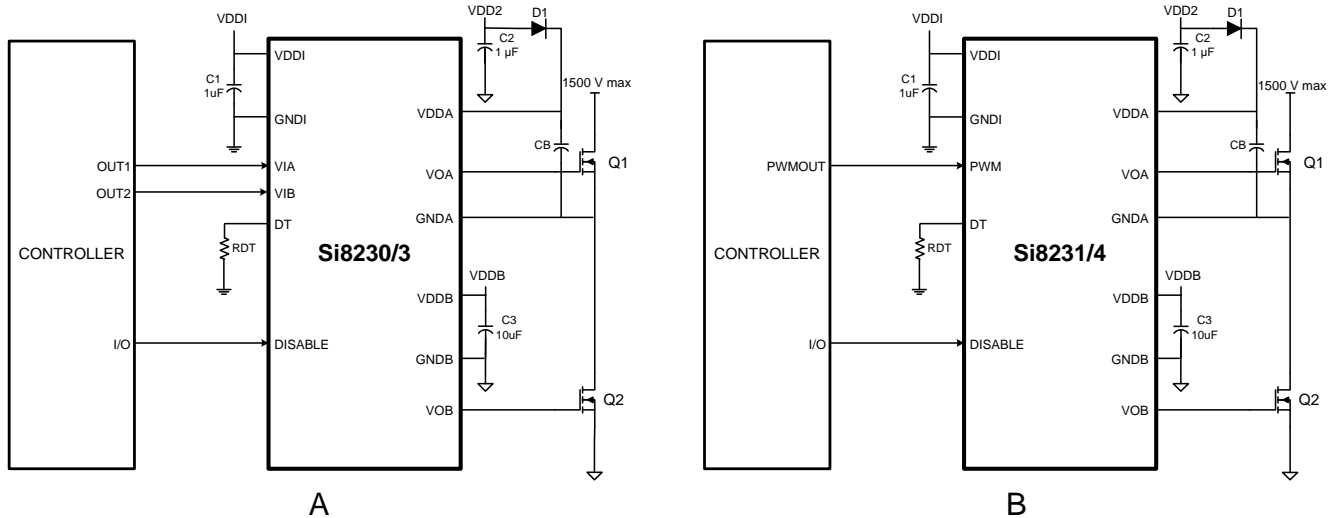 VDDI
VDD2
D1
C2
1 µF
VDDI
C1
1uF
1500 V max
GNDI
VDDA
CB
Q1
OUT1
VIA
VOA
OUT2
VIB
DT
GNDA
RDT
CONTROLLER
Si8230/3
VDDB
VDDB
C3
10uF
I/O
DISABLE
GNDB
VOB
Q2
A
VDDI
VDD2
D1
C2
1 µF
VDDI
C1
1uF
1500 V max
GNDI
VDDA
CB
Q1
PWMOUT
PWM
VOA
DT
GNDA
RDT
CONTROLLER
Si8231/4
VDDB
VDDB
C3
10uF
I/O
DISABLE
GNDB
VOB
Q2
B